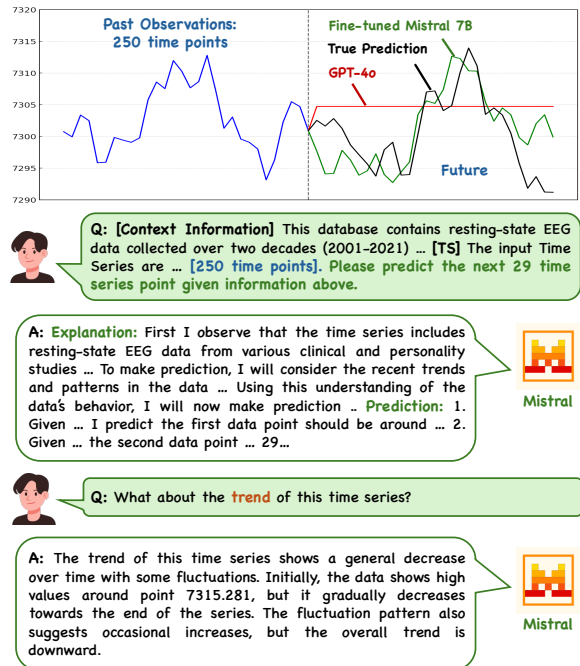 7320
7315
7310
7305
7300
7295
7290
Past Observations:
250 time points
Fine-tuned Mistral 7B
True Prediction
GPT-4o
Future
Q: [Context Information] This database contains resting-state EEG
data collected over two decades (2001-2021) ... [TS] The input Time
Series are ... [250 time points]. Please predict the next 29 time
series point given information above.
A: Explanation: First I observe that the time series includes
resting-state EEG data from various clinical and personality
studies ... To make prediction, I will consider the recent trends
and patterns in the data ... Using this understanding of the
data's behavior, I will now make prediction .. Prediction: 1.
Given ... I predict the first data point should be around ... 2.
Given ... the second data point ... 29...
Mistral
Q: What about the trend of this time series?
A: The trend of this time series shows a general decrease
over time with some fluctuations. Initially, the data shows high
values around point 7315.281, but it gradually decreases
towards the end of the series. The fluctuation pattern also
suggests occasional increases, but the overall trend is
downward.
Mistral